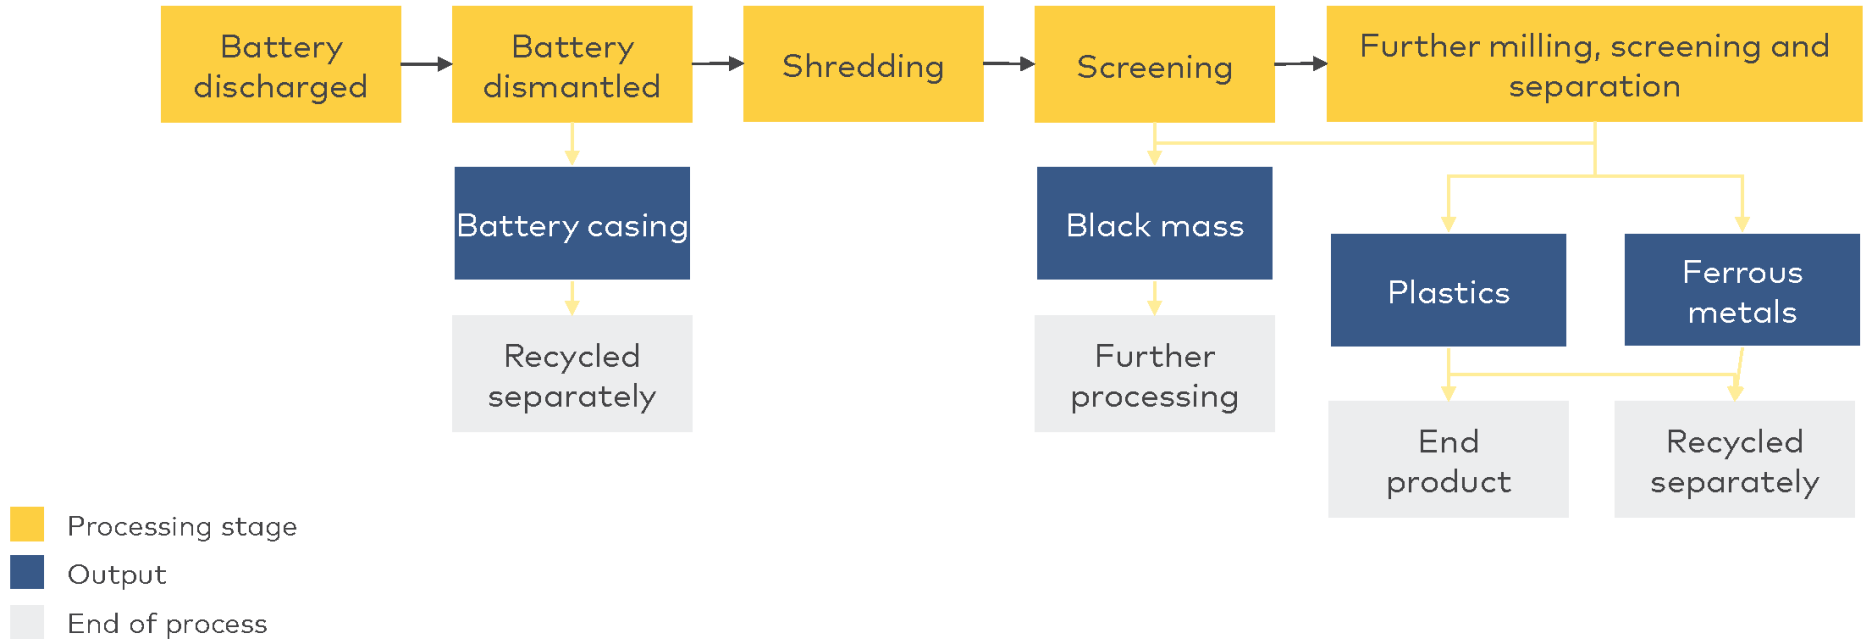 Battery
discharged
Battery
dismantled
Shredding
Screening
Further milling, screening and
separation
Battery casing
Black mass
Plastics
Ferrous
metals
Recycled
separately
Further
processing
End
product
Recycled
separately
Processing stage
Output
End of process